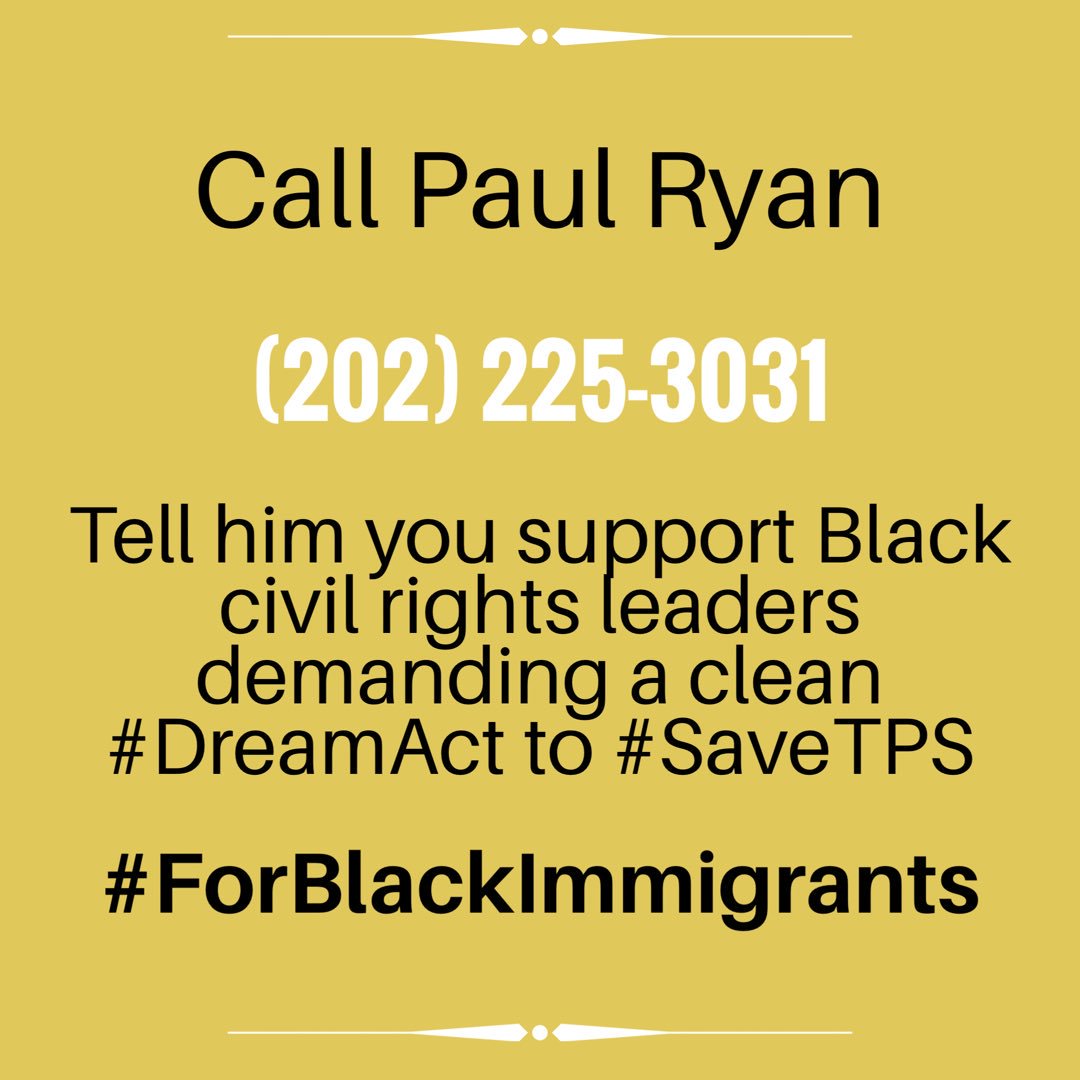 Call Paul Ryan
(202) 225-3031
Tell him you support Black
civil rights leaders
demanding a clean
#DreamAct to #SaveTPS
#ForBlackImmigrants